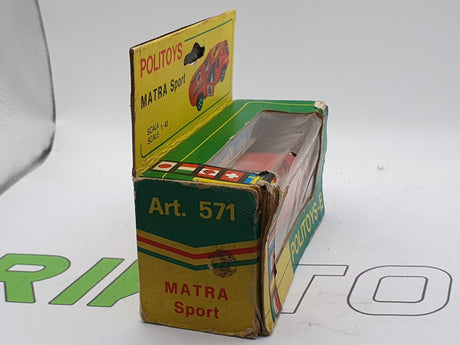 POLITOYS
MATRA Sport
SCALA
SCALE 1:43
Art. 571
MATRA
Sport
POLITOYS-E